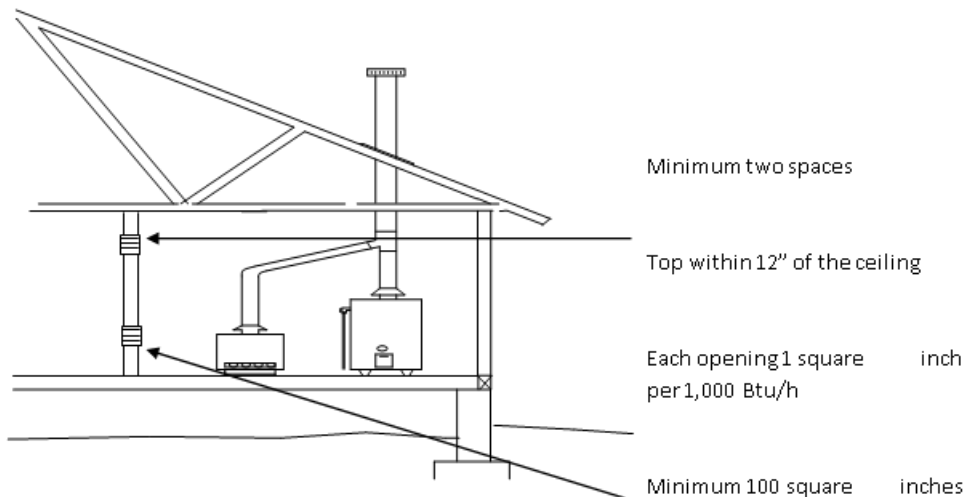 Minimum two spaces
Top within 12” of the ceiling
Each opening 1 square inch
per 1,000 Btu/h
Minimum 100 square inches